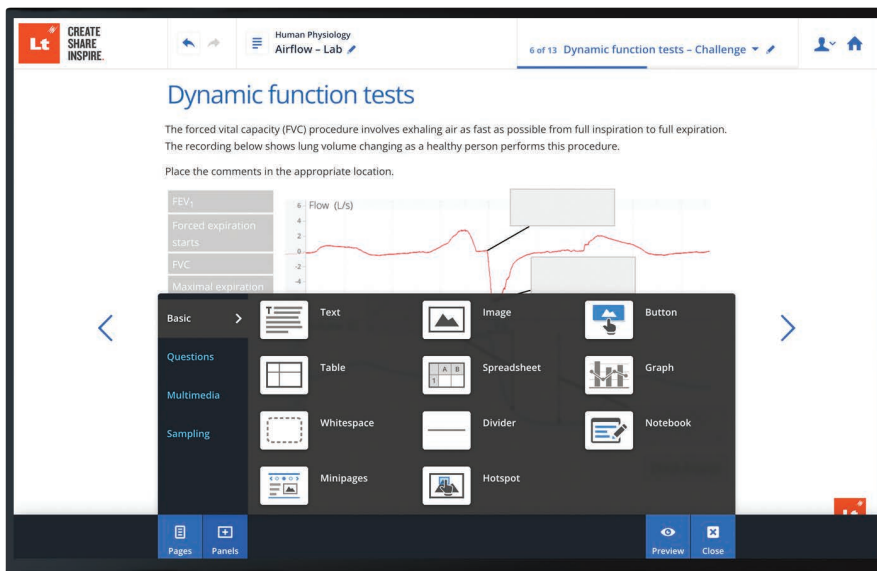 Lt
CREATE
SHARE
INSPIRE.
Human Physiology
Airflow – Lab
6 of 13 Dynamic function tests – Challenge
Dynamic function tests
The forced vital capacity (FVC) procedure involves exhaling air as fast as possible from full inspiration to full expiration.
The recording below shows lung volume changing as a healthy person performs this procedure.
Place the comments in the appropriate location.
FEV₁
Forced expiration
starts
FVC
Maximal expiration
Flow (L/s)
6
4
2
0
-2
-4
Basic
Questions
Multimedia
Sampling
Text
Image
Button
Table
A B
1
Spreadsheet
Graph
Whitespace
Divider
Notebook
Minipages
Hotspot
Pages
Panels
Preview
Close